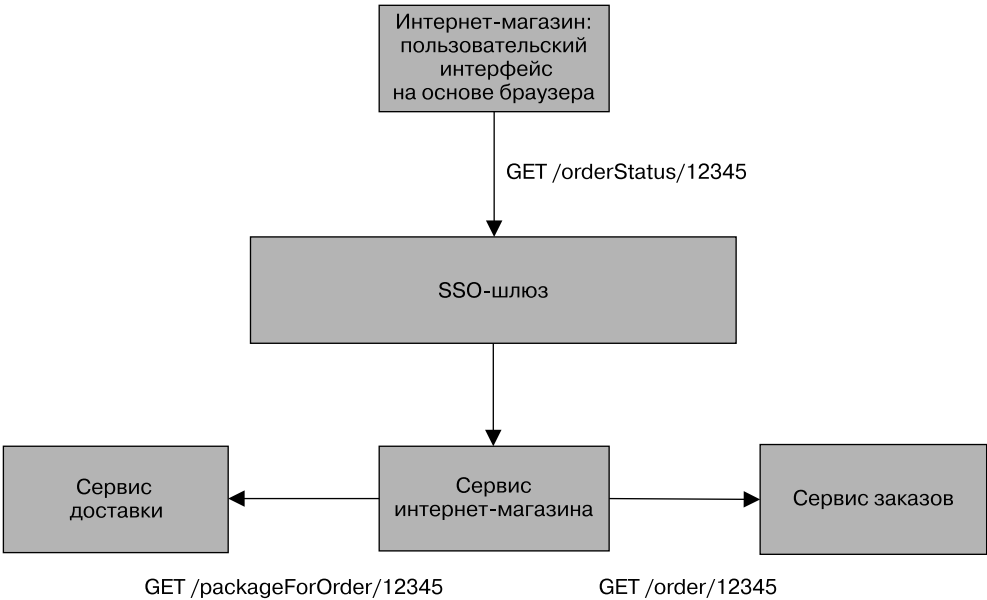 Интернет-магазин:
пользовательский
интерфейс
на основе браузера
GET /orderStatus/12345
SSO-шлюз
Сервис
доставки
Сервис
интернет-магазина
Сервис заказов
GET /packageForOrder/12345
GET /order/12345